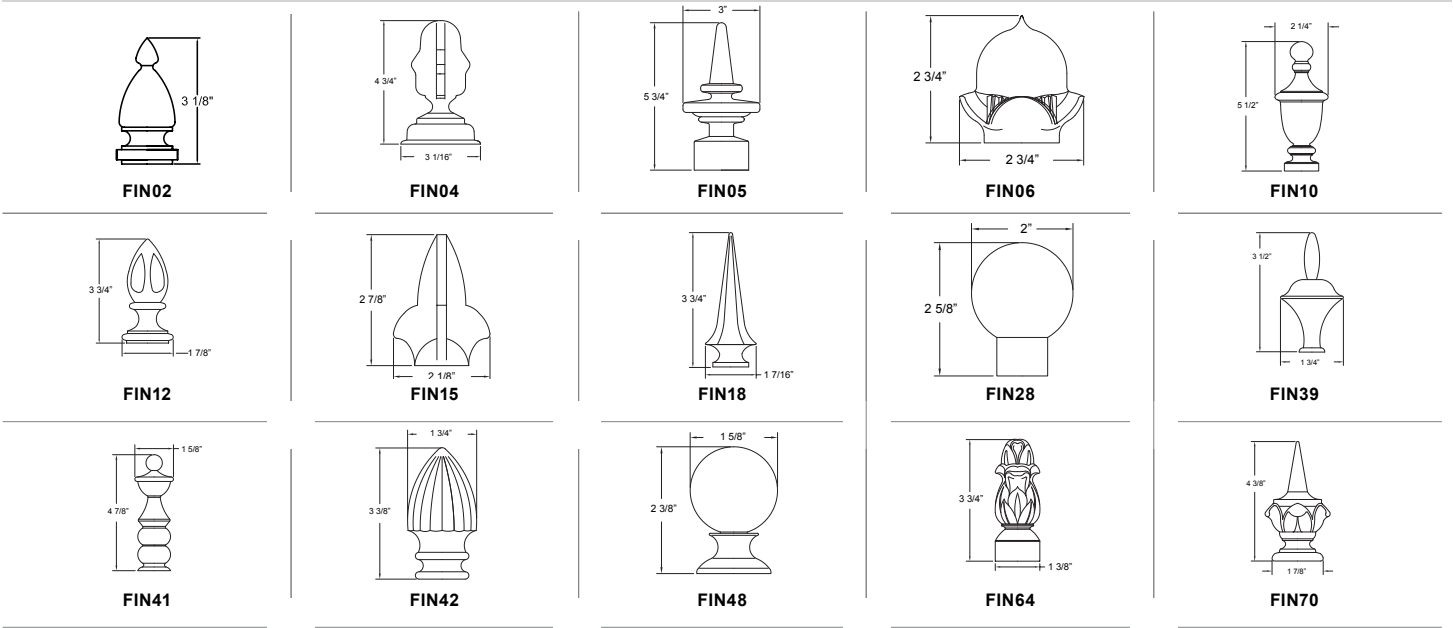 3 1/8"
FIN02
4 3/4"
3 1/16"
FIN04
3"
5 3/4"
FIN05
2 3/4"
2 3/4"
FIN06
2 1/4"
5 1/2"
FIN10
3 3/4"
1 7/8"
FIN12
2 7/8"
2 1/8"
FIN15
3 3/4"
1 7/16"
FIN18
2"
2 5/8"
FIN28
3 1/2"
1 3/4"
FIN39
1 5/8"
4 7/8"
FIN41
1 3/4"
3 3/8"
FIN42
1 5/8"
2 3/8"
FIN48
3 3/4"
1 3/8"
FIN64
4 3/8"
1 7/8"
FIN70